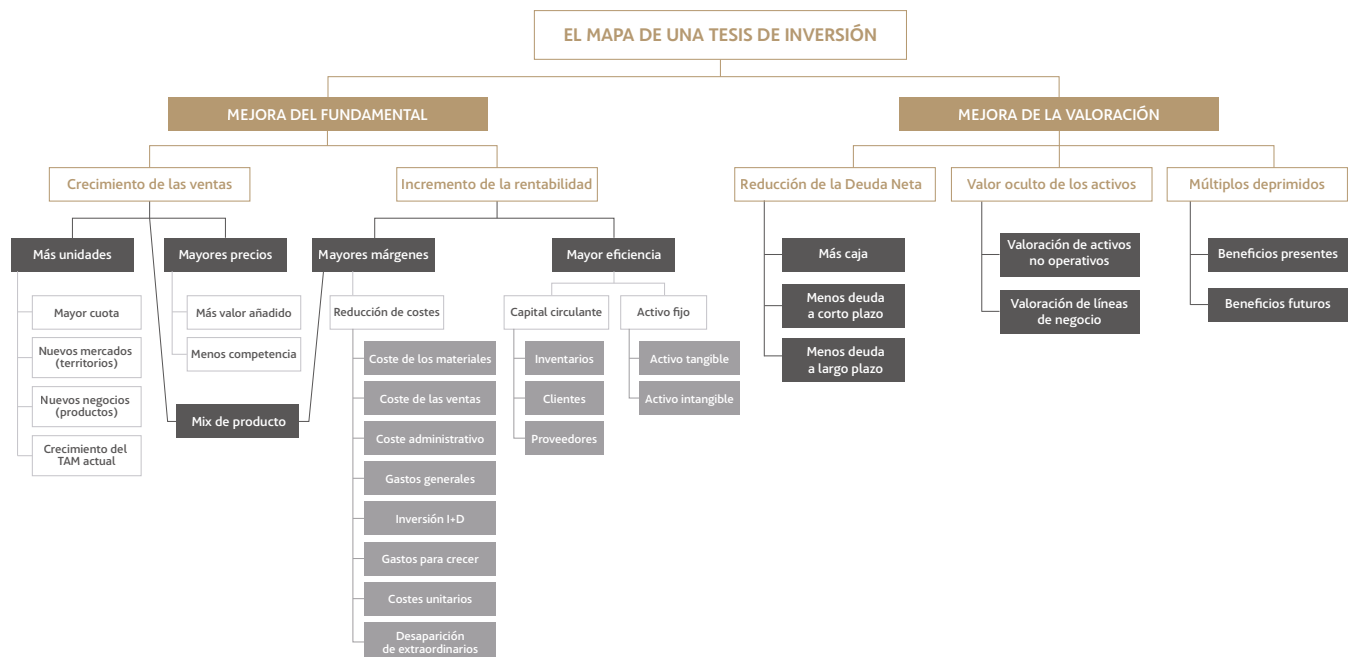 EL MAPA DE UNA TESIS DE INVERSIÓN
MEJORA DEL FUNDAMENTAL
MEJORA DE LA VALORACIÓN
Crecimiento de las ventas
Incremento de la rentabilidad
Reducción de la Deuda Neta
Valor oculto de los activos
Múltiplos deprimidos
Más unidades
Mayores precios
Mayores márgenes
Mayor eficiencia
Mayor cuota
Nuevos mercados
(territorios)
Nuevos negocios
(productos)
Crecimiento del
TAM actual
Más valor añadido
Menos competencia
Mix de producto
Reducción de costes
Coste de los materiales
Coste de las ventas
Coste administrativo
Gastos generales
Inversión I+D
Gastos para crecer
Costes unitarios
Desaparición
de extraordinarios
Capital circulante
Inventarios
Clientes
Proveedores
Activo fijo
Activo tangible
Activo intangible
Más caja
Menos deuda
a corto plazo
Menos deuda
a largo plazo
Valoración de activos
no operativos
Valoración de líneas
de negocio
Beneficios presentes
Beneficios futuros